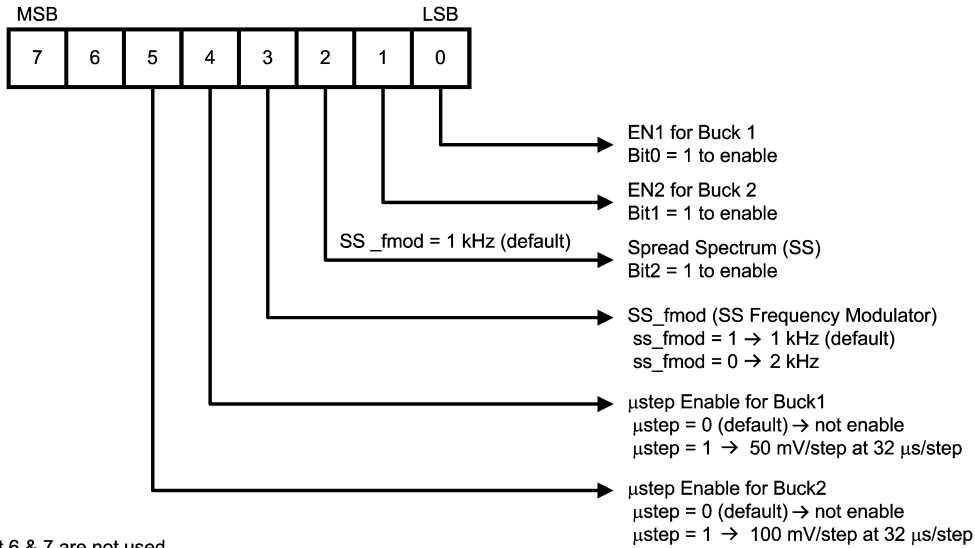 MSB LSB
7 6 5 4 3 2 1 0
EN1 for Buck 1
Bit0 = 1 to enable
EN2 for Buck 2
Bit1 = 1 to enable
SS _fmod = 1 kHz (default)
Spread Spectrum (SS)
Bit2 = 1 to enable
SS_fmod (SS Frequency Modulator)
ss_fmod = 1 → 1 kHz (default)
ss_fmod = 0 → 2 kHz
μstep Enable for Buck1
μstep = 0 (default) → not enable
μstep = 1 → 50 mV/step at 32 μs/step
μstep Enable for Buck2
μstep = 0 (default) → not enable
μstep = 1 → 100 mV/step at 32 μs/step
6 & 7 are not used